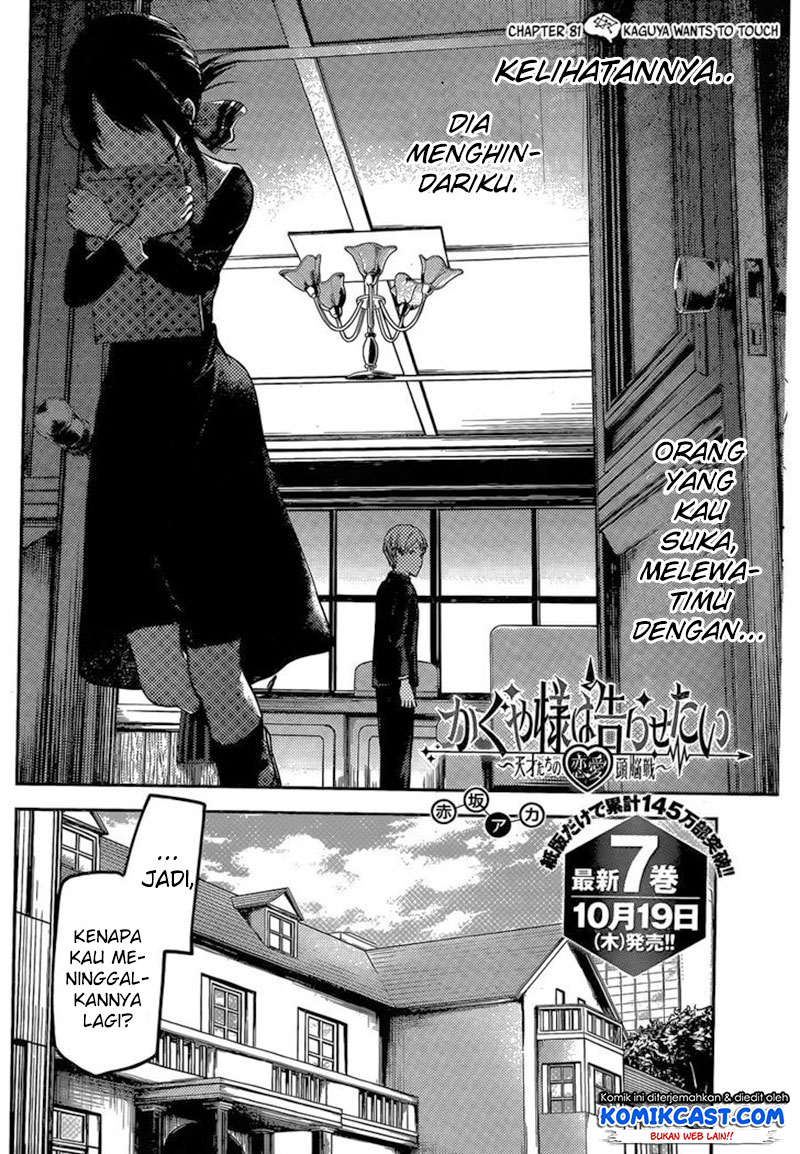 CHAPTER 81 KAGUYA WANTS TO TOUCH
KELIHATANNYA..
DIA
MENGHIN-
DARIKU.
ORANG
YANG
KAU
SUKA,
MELEWA-
TIMU
DENGAN...
かぐや様は告らせたい
～天才たちの恋愛頭脳戦～
赤坂アカ
紙版だけで累計145万部突破!!
最新7巻
10月19日
(木)発売!!
...
JADI,
KENAPA
KAU ME-
NINGGAL-
KANNYA
LAGI?
Komik ini diterjemahkan & diedit oleh
KOMIKCAST.COM
BUKAN WEB LAIN!!